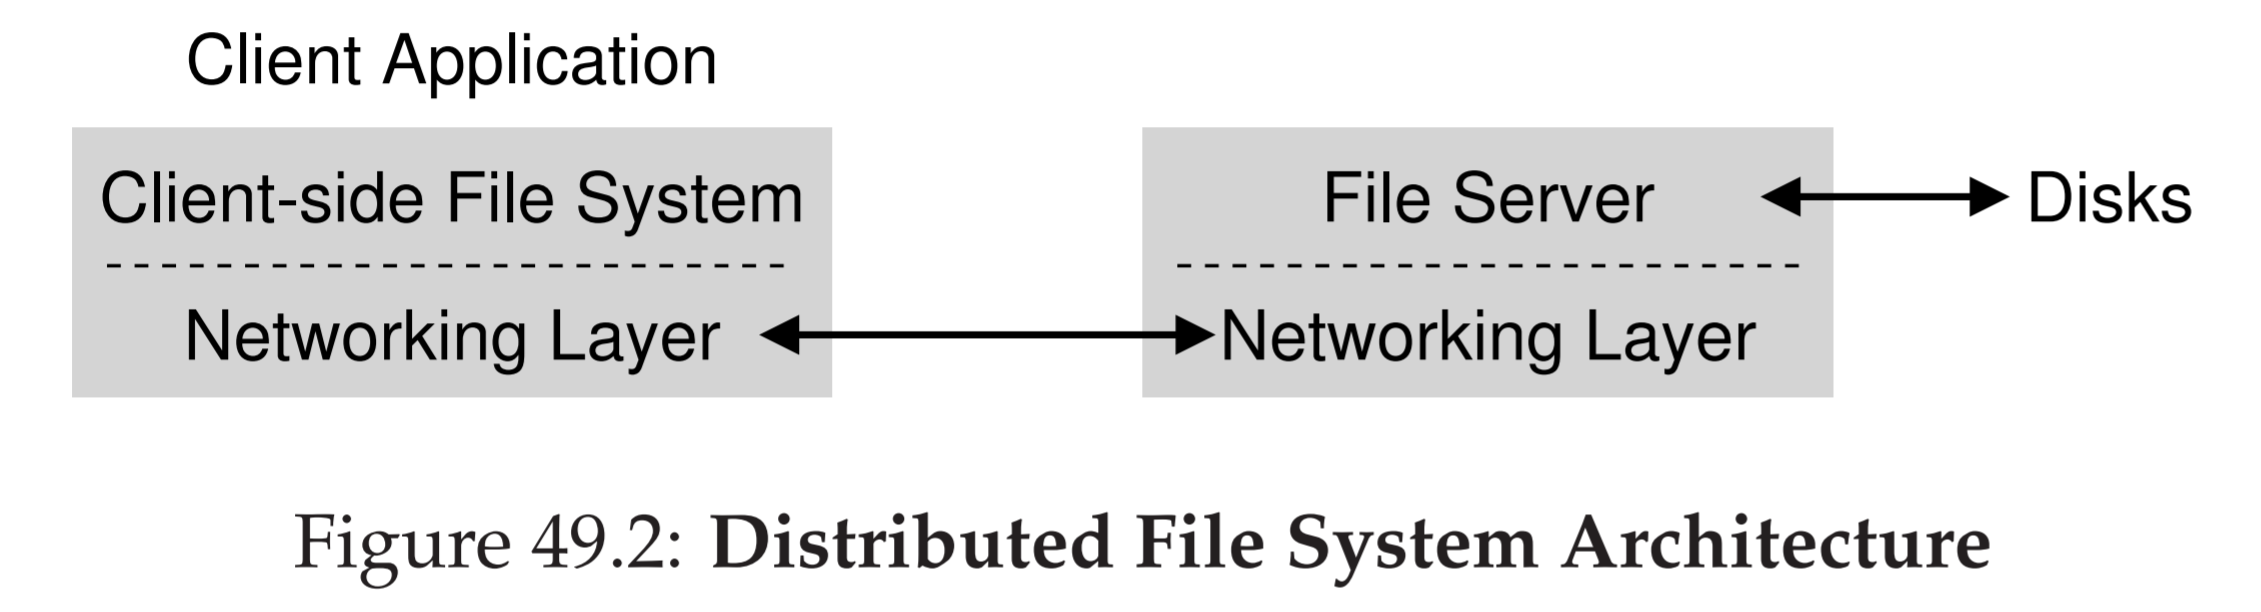 Client Application
Client-side File System
Networking Layer
File Server
Disks
Networking Layer
Figure 49.2: Distributed File System Architecture